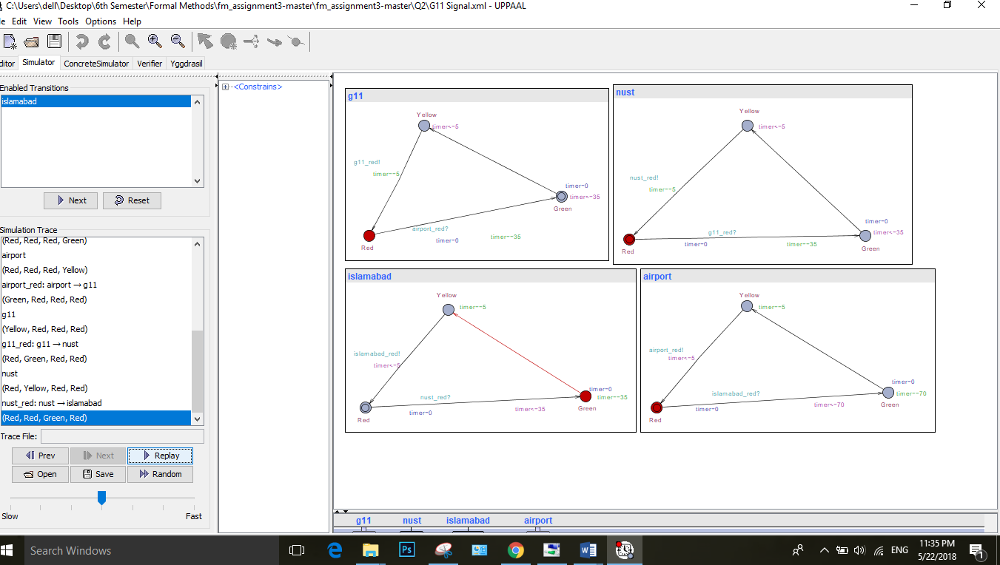 C:\Users\dell\Desktop\6th Semester\Formal Methods\fm_assignment3-master\fm_assignment3-master\Q2\G11 Signal.xml - UPPAAL
le Edit View Tools Options Help
ditor Simulator ConcreteSimulator Verifier Yggdrasil
Enabled Transitions
islamabad
Next Reset
Simulation Trace
(Red, Red, Red, Green)
airport
(Red, Red, Red, Yellow)
airport_red: airport → g11
(Green, Red, Red, Red)
g11
(Yellow, Red, Red, Red)
g11_red: g11 → nust
(Red, Green, Red, Red)
nust
(Red, Yellow, Red, Red)
nust_red: nust → islamabad
(Red, Red, Green, Red)
Trace File:
Prev Next Replay
Open Save Random
Slow Fast
<Constrains>
g11
Yellow
timer<=5
g11_red!
timer==5
timer=0
timer<=35
Green
airport_red?
timer=0
timer==35
Red
nust
Yellow
timer<=5
nust_red!
timer==5
timer=0
timer<=35
g11_red?
Green
timer=0
timer==35
Red
islamabad
Yellow
timer==5
islamabad_red!
timer<=5
timer=0
nust_red?
timer==35
timer<=35
Green
timer=0
Red
airport
Yellow
timer==5
airport_red!
timer<=5
timer=0
islamabad_red?
timer==70
timer<=70
Green
timer=0
Red
g11 nust islamabad airport
Search Windows
Ps
W
ENG
11:35 PM
5/22/2018
1